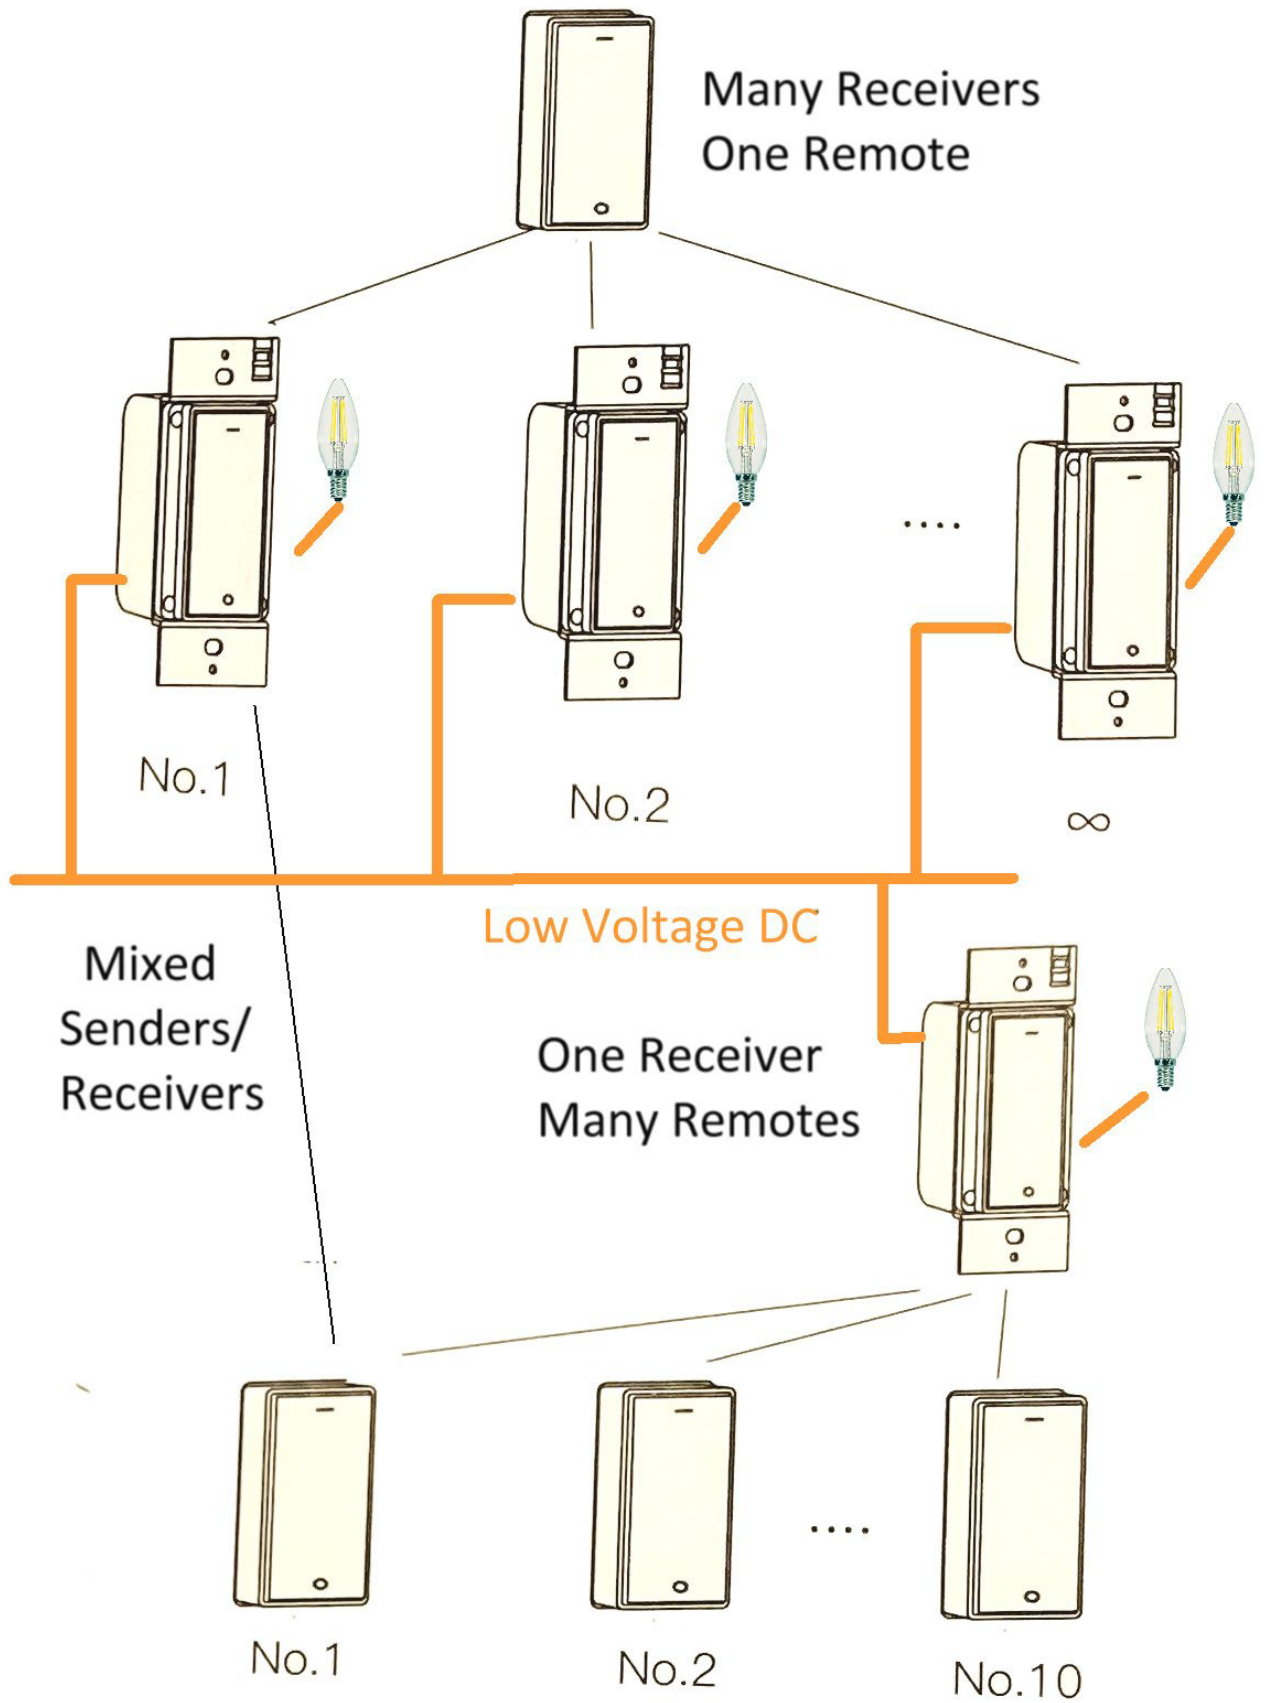 Many Receivers
One Remote
....
No.1
No.2
∞
Low Voltage DC
Mixed
Senders/
Receivers
One Receiver
Many Remotes
....
No.1
No.2
No.10